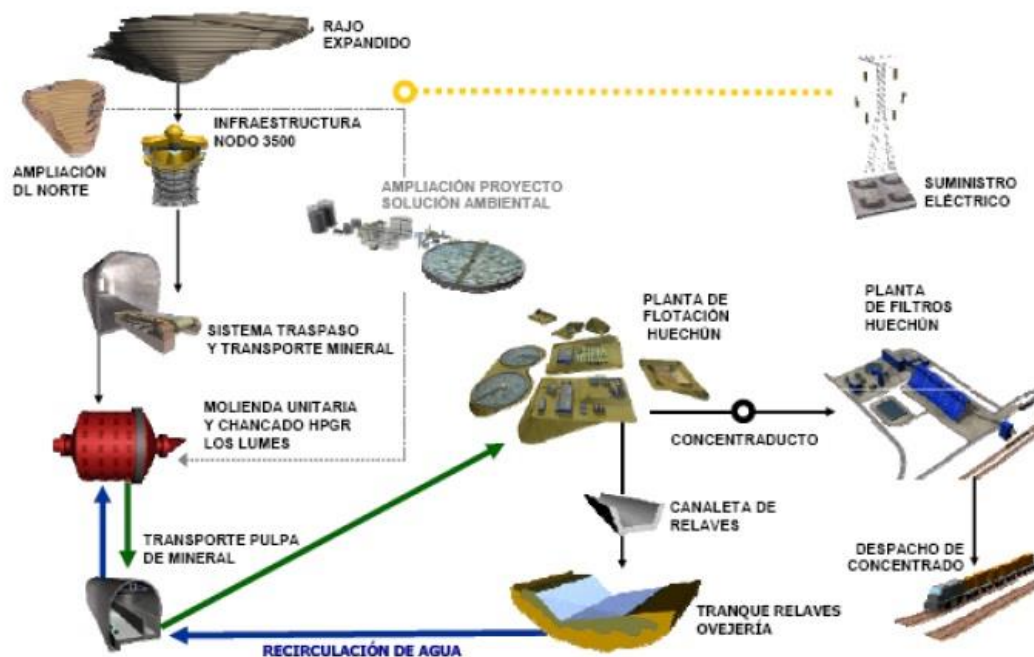 RAJO
EXPANDIDO
INFRAESTRUCTURA
NODO 3500
AMPLIACIÓN
DL NORTE
AMPLIACIÓN PROYECTO
SOLUCIÓN AMBIENTAL
SUMINISTRO
ELÉCTRICO
SISTEMA TRASPASO
Y TRANSPORTE MINERAL
PLANTA DE
FLOTACIÓN
HUECHÚN
PLANTA
DE FILTROS
HUECHÚN
MOLIENDA UNITARIA
Y CHANCADO HPGR
LOS LUMES
CONCENTRADUCTO
CANALETA DE
RELAVES
TRANSPORTE PULPA
DE MINERAL
DESPACHO DE
CONCENTRADO
TRANQUE RELAVES
OVEJERÍA
RECIRCULACIÓN DE AGUA